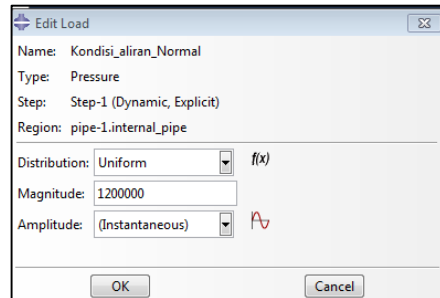 Edit Load
Name: Kondisi_aliran_Normal
Type: Pressure
Step: Step-1 (Dynamic, Explicit)
Region: pipe-1.internal_pipe
Distribution: Uniform f(x)
Magnitude: 1200000
Amplitude: (Instantaneous)
OK Cancel